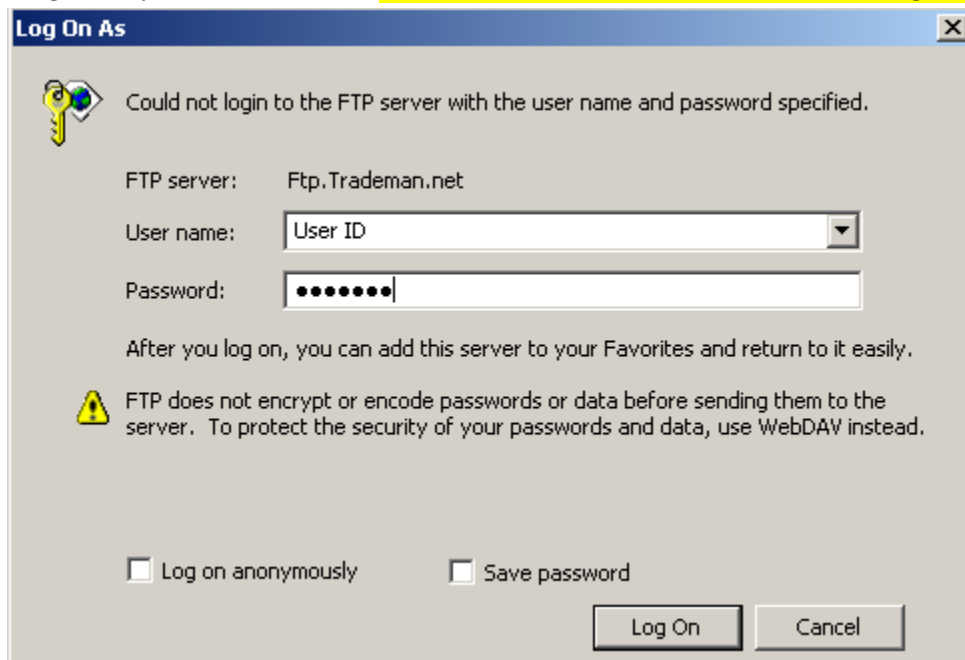 Log On As
Could not login to the FTP server with the user name and password specified.
FTP server: Ftp.Trademan.net
User name: User ID
Password: •••••••
After you log on, you can add this server to your Favorites and return to it easily.
FTP does not encrypt or encode passwords or data before sending them to the
server. To protect the security of your passwords and data, use WebDAV instead.
Log on anonymously Save password
Log On Cancel